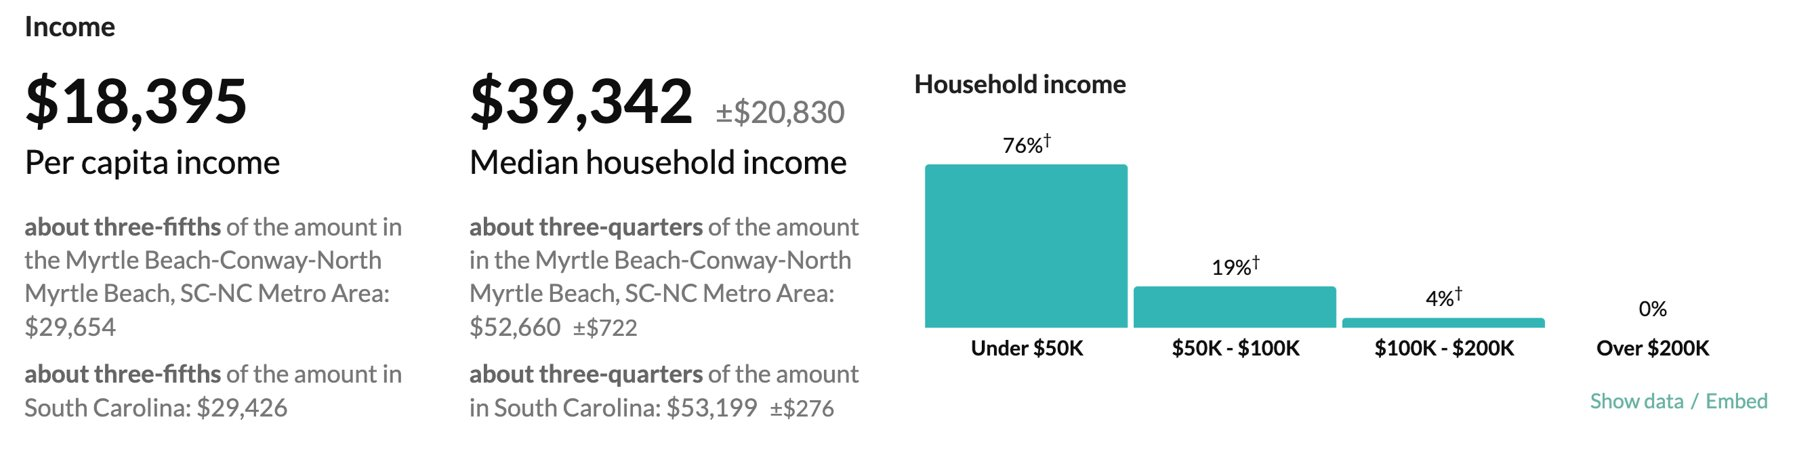 Income
$18,395
Per capita income
about three-fifths of the amount in
the Myrtle Beach-Conway-North
Myrtle Beach, SC-NC Metro Area:
$29,654
about three-fifths of the amount in
South Carolina: $29,426
$39,342 ±$20,830
Median household income
about three-quarters of the amount
in the Myrtle Beach-Conway-North
Myrtle Beach, SC-NC Metro Area:
$52,660 ±$722
about three-quarters of the amount
in South Carolina: $53,199 ±$276
Household income
76%†
19%†
4%†
0%
Under $50K
$50K - $100K
$100K - $200K
Over $200K
Show data / Embed